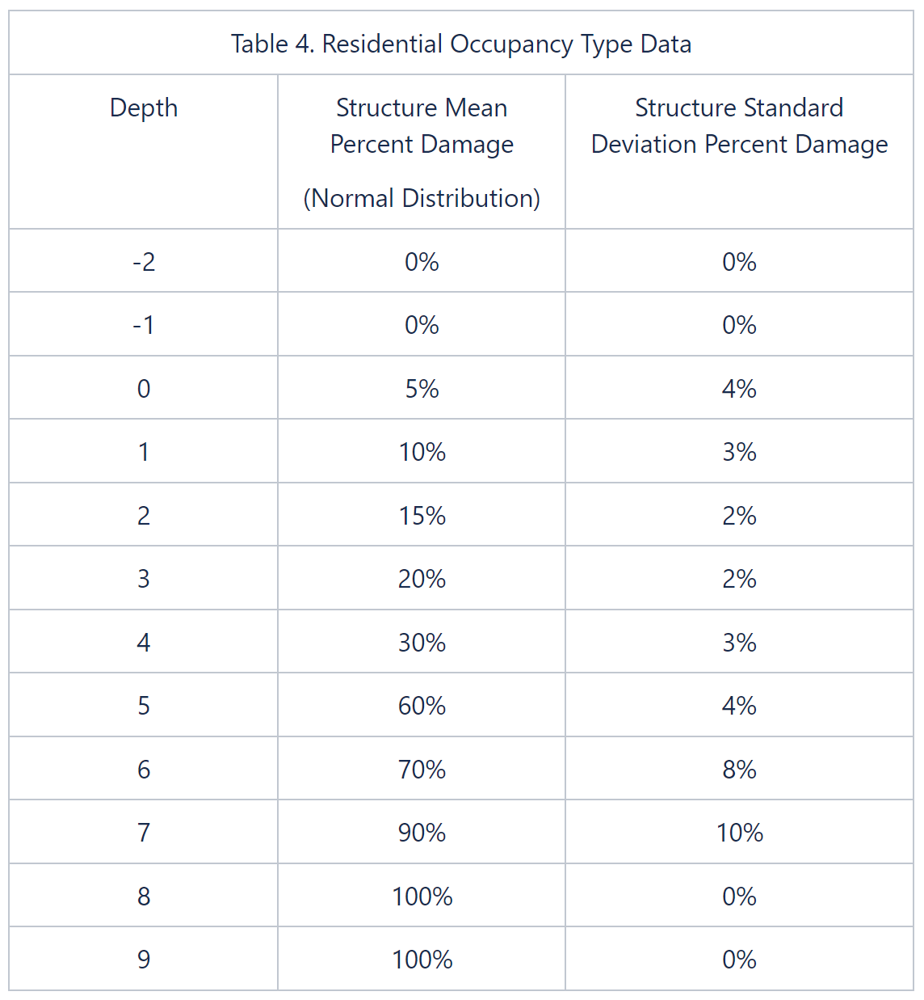 Table 4. Residential Occupancy Type Data
Depth
Structure Mean
Percent Damage
(Normal Distribution)
Structure Standard
Deviation Percent Damage
-2 0% 0%
-1 0% 0%
0 5% 4%
1 10% 3%
2 15% 2%
3 20% 2%
4 30% 3%
5 60% 4%
6 70% 8%
7 90% 10%
8 100% 0%
9 100% 0%